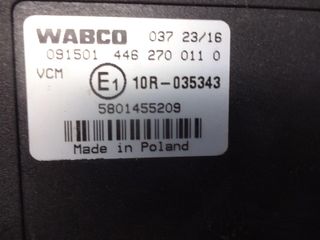 WABCO 037 23/16
091501 446 270 011 0
VCM E1 10R-035343
5801455209
Made in Poland